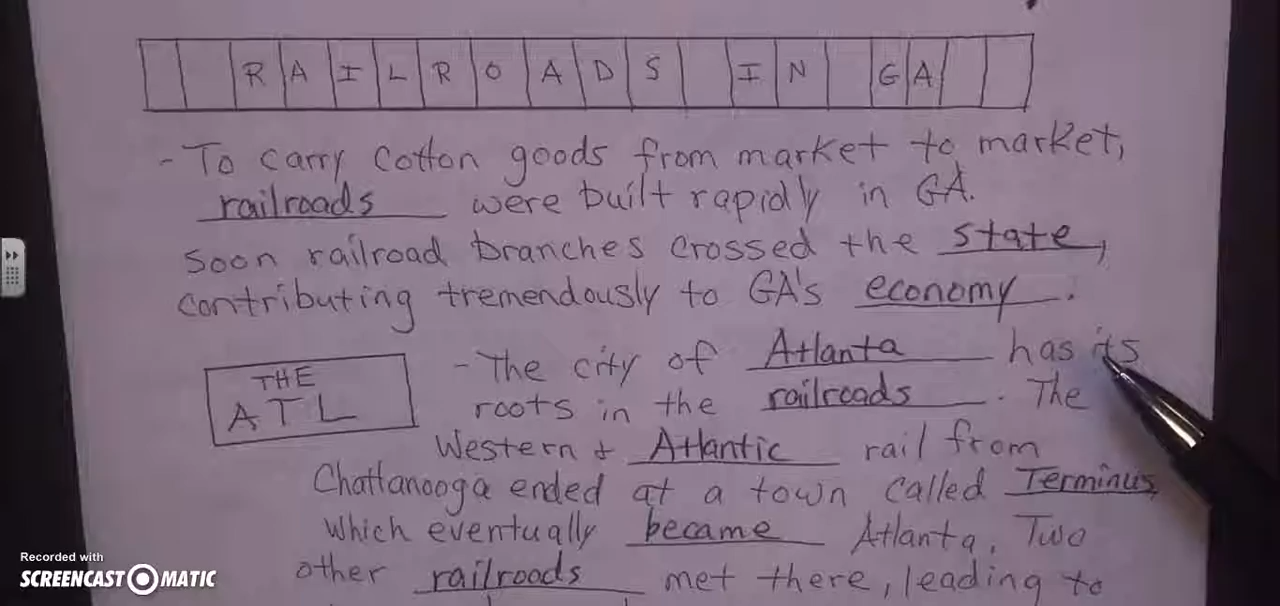 RAILROADS IN GA
- To carry cotton goods from market to market,
railroads were built rapidly in GA.
soon railroad branches crossed the state,
contributing tremendously to GA's economy.
THE
ATL
- The city of Atlanta has its
roots in the railroads. The
Western + Atlantic rail from
Chattanooga ended at a town called Terminus
which eventually became Atlanta. Two
other railroods met there, leading to
Recorded with
SCREENCAST-O-MATIC